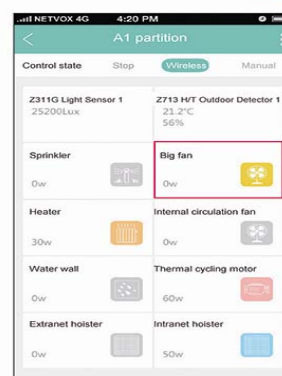 NETVOX 4G 4:20 PM
A1 partition
Control state Stop Wireless Manual
Z311G Light Sensor 1
25200Lux
Z713 H/T Outdoor Detector 1
21.2°C
56%
Sprinkler
0w
Big fan
0w
Heater
30w
Internal circulation fan
0w
Water wall
0w
Thermal cycling motor
60w
Extranet hoister
0w
Intranet hoister
50w